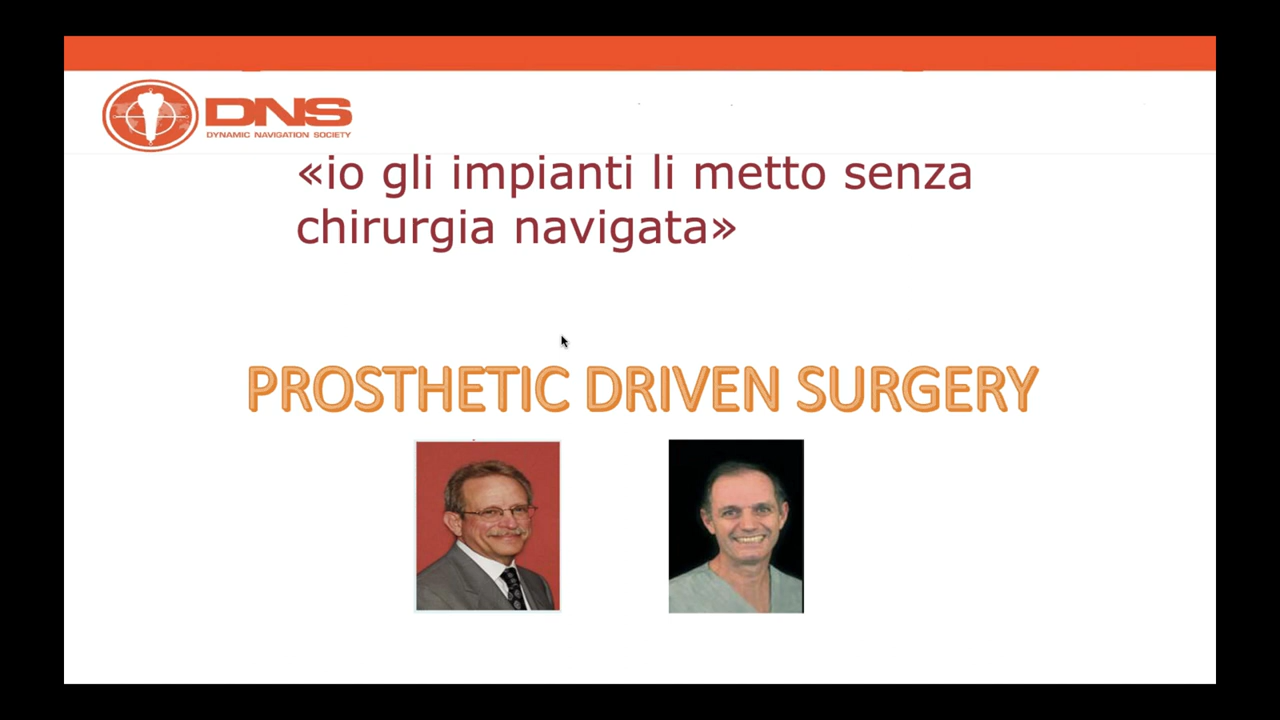 DNS
DYNAMIC NAVIGATION SOCIETY
«io gli impianti li metto senza
chirurgia navigata»
PROSTHETIC DRIVEN SURGERY